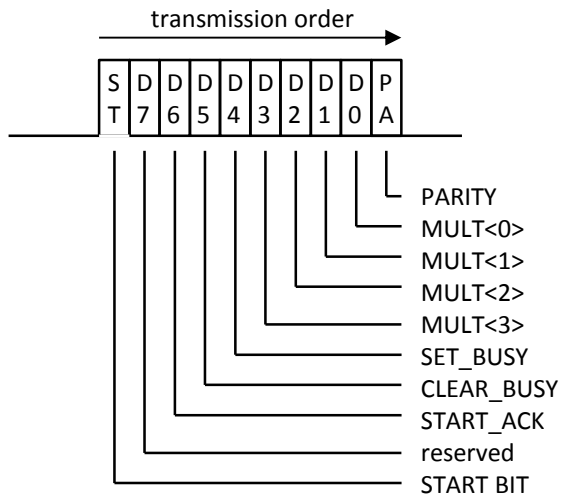 transmission order
S D D D D D D D D P
T 7 6 5 4 3 2 1 0 A
PARITY
MULT<0>
MULT<1>
MULT<2>
MULT<3>
SET_BUSY
CLEAR_BUSY
START_ACK
reserved
START BIT